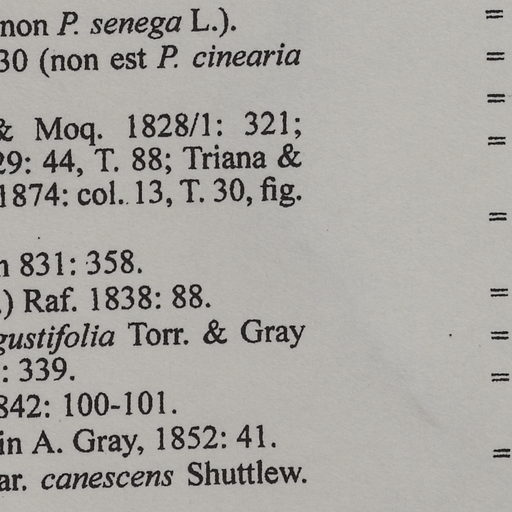 non P. senega L.). =
30 (non est P. cinearia =
=
& Moq. 1828/1: 321; =
29: 44, T. 88; Triana &
1874: col. 13, T. 30, fig.
=
831: 358.
.) Raf. 1838: 88. =
gustifolia Torr. & Gray =
: 339. =
842: 100-101.
in A. Gray, 1852: 41.
ar. canescens Shuttlew. =